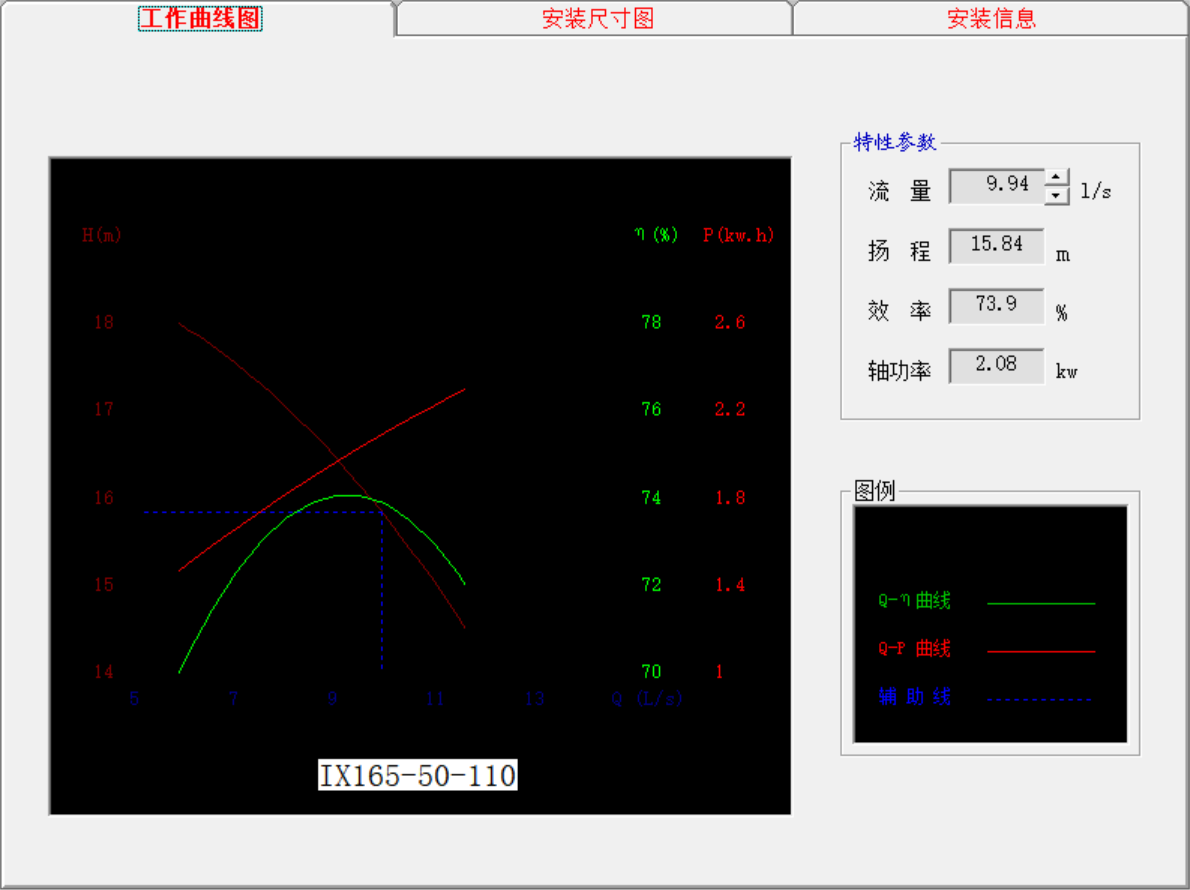 工作曲线图 安装尺寸图 安装信息
特性参数
流 量 9.94 l/s
扬 程 15.84 m
效 率 73.9 %
轴功率 2.08 kw
H(m) η(%) P(kw.h)
18 78 2.6
17 76 2.2
16 74 1.8
15 72 1.4
14 70 1
5 7 9 11 13 Q (L/s)
IX165-50-110
图例
Q-η曲线
Q-P 曲线
辅 助 线